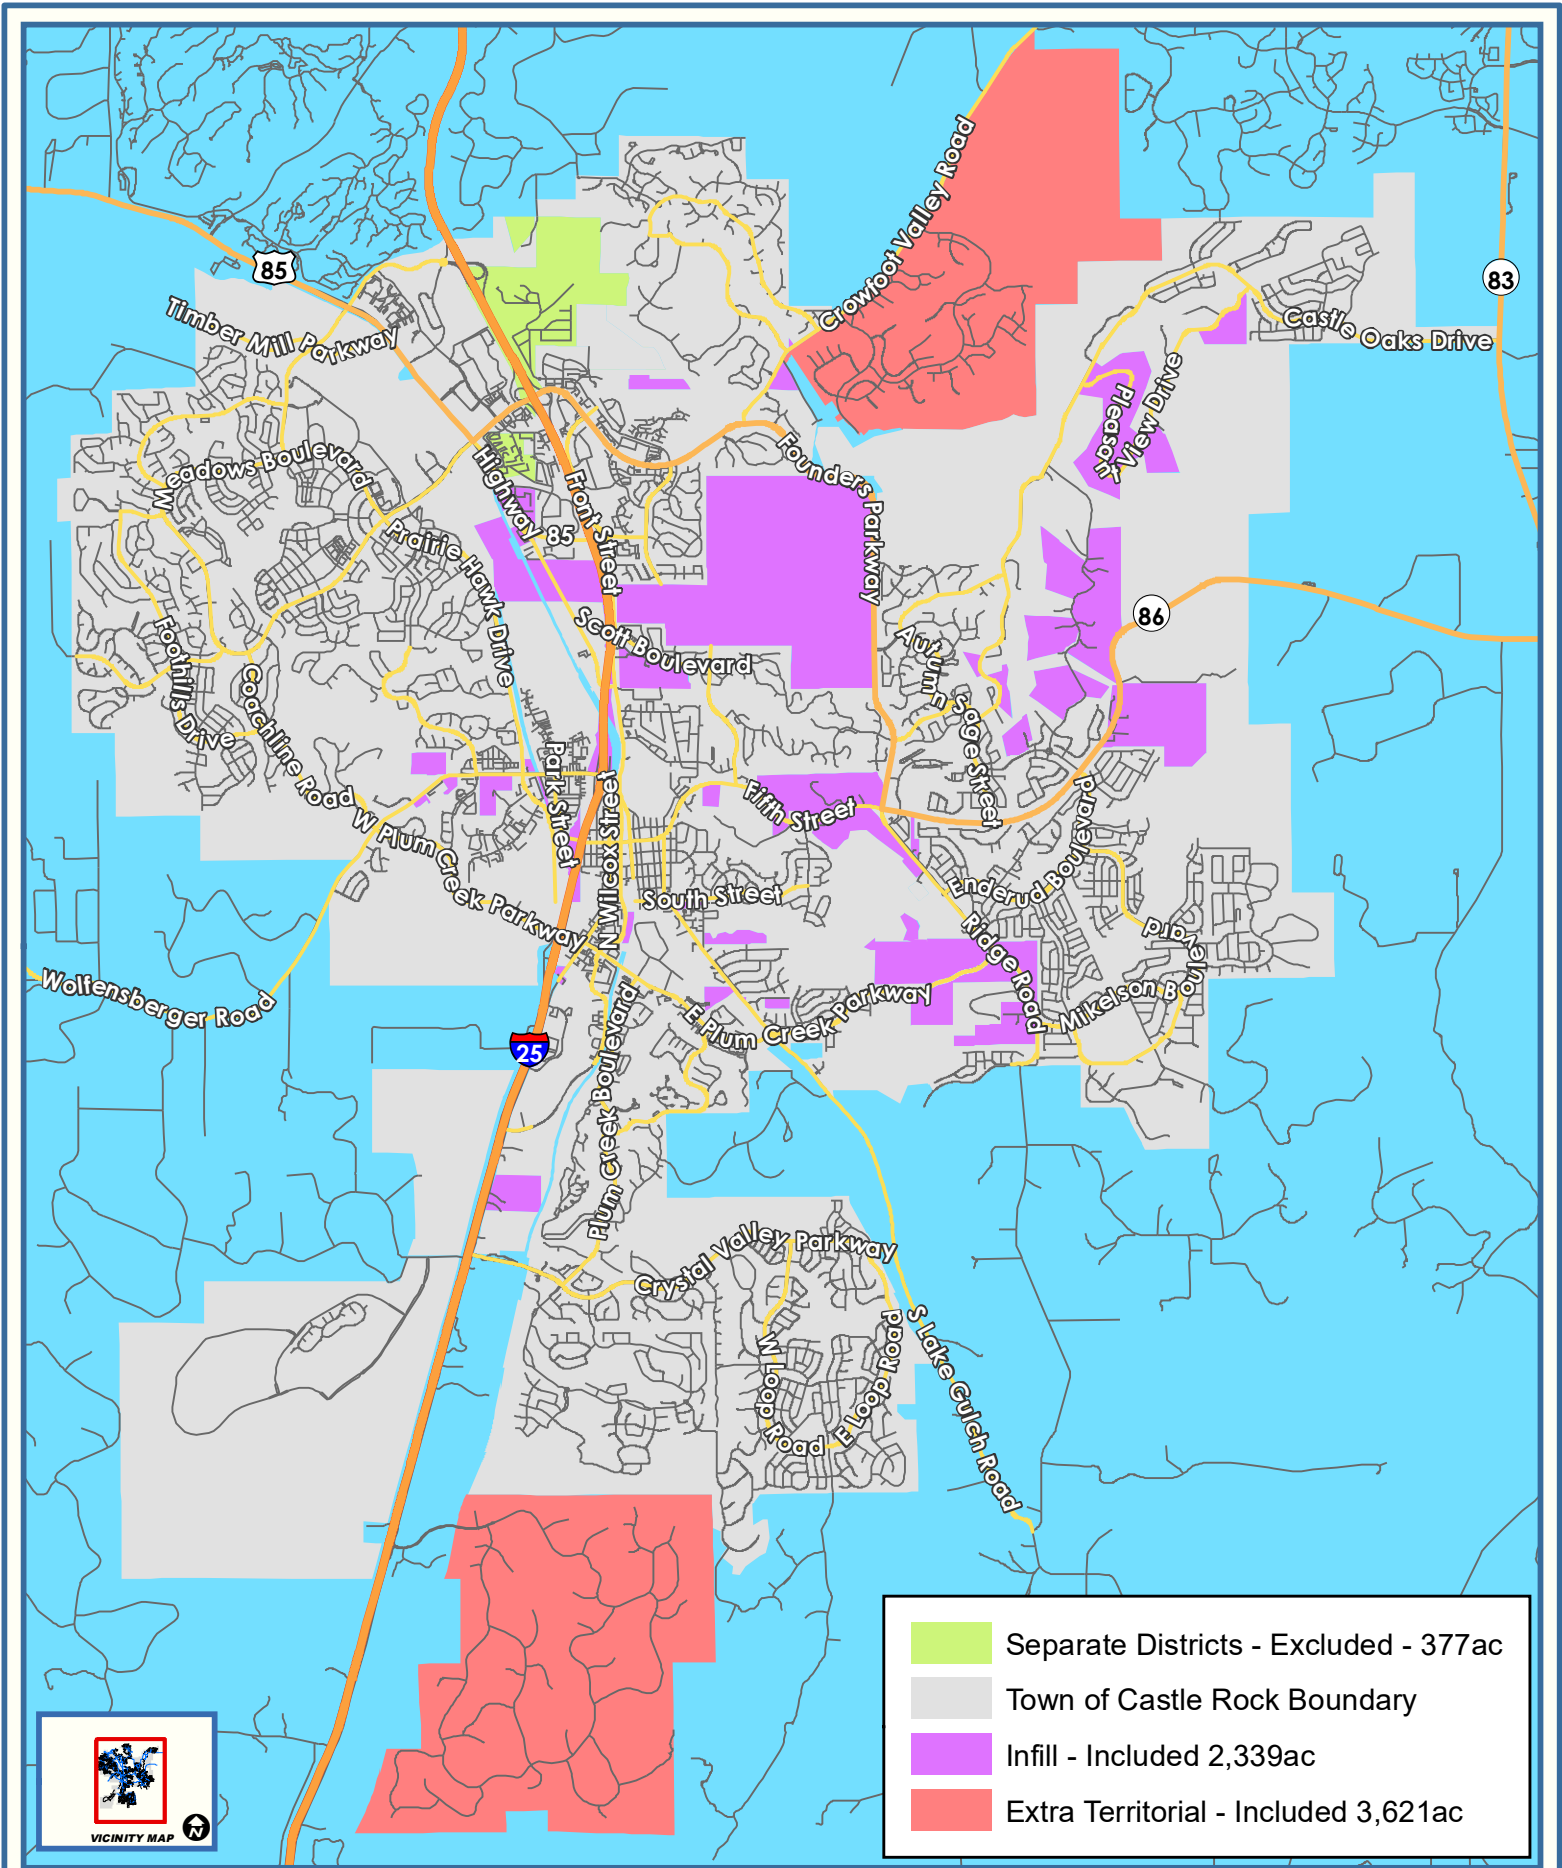 Crowfoot Valley Road
85
83
Timber Mill Parkway
Castle Oaks Drive
Pleasant
View Drive
Meadows Boulevard
Highway
85
Front Street
Founders Parkway
Prairie Hawk Drive
86
Scott Boulevard
Autumn
Sage Street
Foothills Drive
Coachline Road
Park Street
N Wilcox Street
Fifth Street
W Plum Creek Parkway
South Street
Enderud Boulevard
Ridge Road
Mikelson Boulevard
Wolfensberger Road
E Plum Creek Parkway
25
Plum Creek Boulevard
Crystal Valley Parkway
S Lake Gulch Road
W Loop Road
E Loop Road
Separate Districts - Excluded - 377ac
Town of Castle Rock Boundary
Infill - Included 2,339ac
Extra Territorial - Included 3,621ac
VICINITY MAP
N